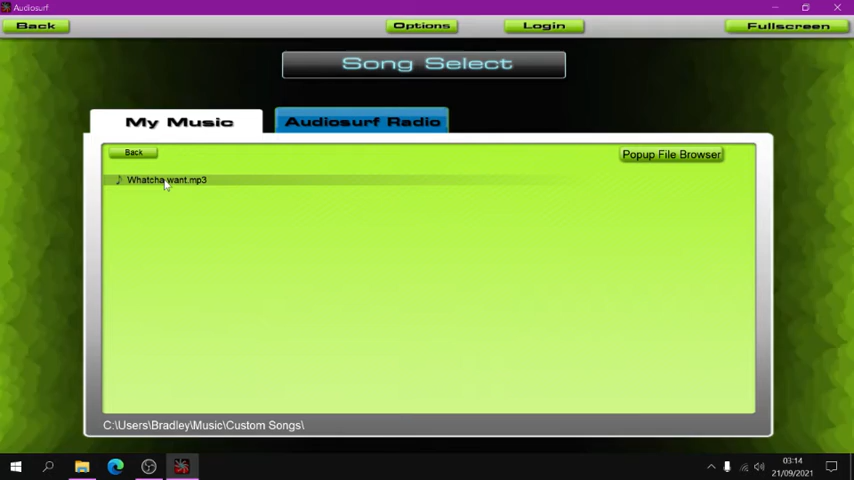 Audiosurf
Back
Options
Login
Fullscreen
Song Select
My Music
Audiosurf Radio
Back
Popup File Browser
Whatcha want.mp3
C:\Users\Bradley\Music\Custom Songs\
03:14
21/09/2021